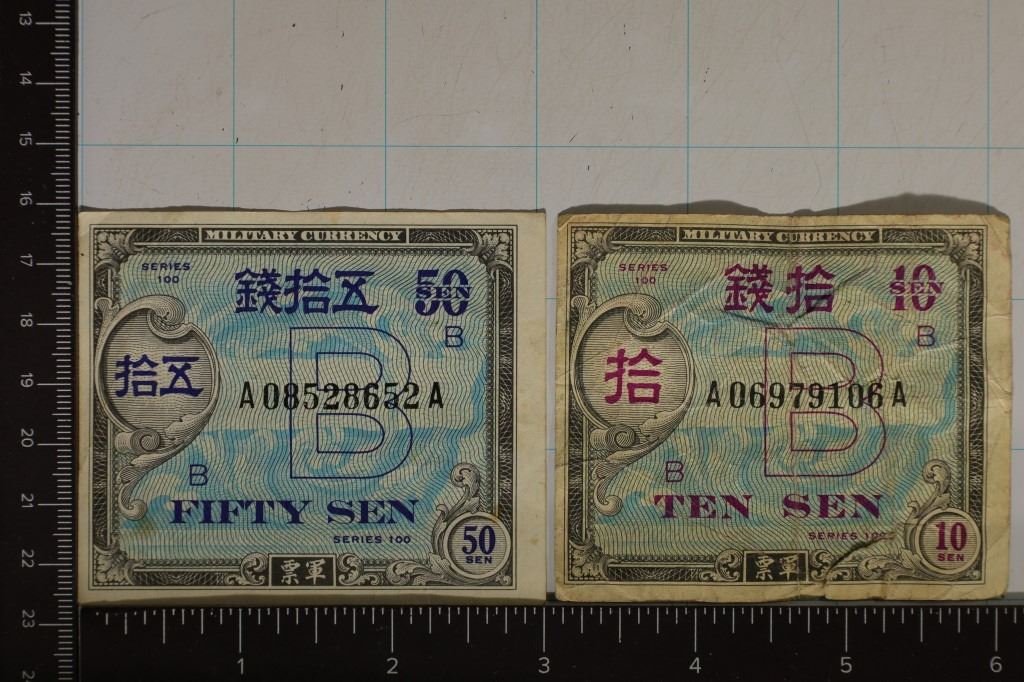 13
14
15
16
17
18
19
20
21
22
23
MILITARY CURRENCY
SERIES 100
錢拾五
50 SEN
B
拾五
B
A08528652A
B
FIFTY SEN
SERIES 100
50 SEN
票軍
MILITARY CURRENCY
SERIES 100
錢拾
10 SEN
B
拾
B
A06979106A
B
TEN SEN
SERIES 100
10 SEN
票軍
1 2 3 4 5 6